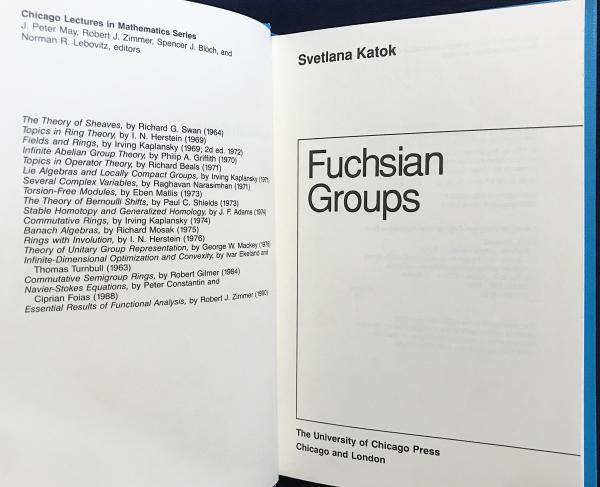 Chicago Lectures in Mathematics Series
J. Peter May, Robert J. Zimmer, Spencer J. Bloch, and
Norman R. Lebovitz, editors
The Theory of Sheaves, by Richard G. Swan (1964)
Topics in Ring Theory, by I. N. Herstein (1969)
Fields and Rings, by Irving Kaplansky (1969; 2d ed. 1972)
Infinite Abelian Group Theory, by Philip A. Griffith (1970)
Topics in Operator Theory, by Richard Beals (1971)
Lie Algebras and Locally Compact Groups, by Irving Kaplansky (1971)
Several Complex Variables, by Raghavan Narasimhan (1971)
Torsion-Free Modules, by Eben Matlis (1973)
The Theory of Bernoulli Shifts, by Paul C. Shields (1973)
Stable Homotopy and Generalized Homology, by J. F. Adams (1974)
Commutative Rings, by Irving Kaplansky (1974)
Banach Algebras, by Richard Mosak (1975)
Rings with Involution, by I. N. Herstein (1976)
Theory of Unitary Group Representation, by George W. Mackey (1976)
Infinite-Dimensional Optimization and Convexity, by Ivar Ekeland and
Thomas Turnbull (1963)
Commutative Semigroup Rings, by Robert Gilmer (1984)
Navier-Stokes Equations, by Peter Constantin and
Ciprian Foias (1988)
Essential Results of Functional Analysis, by Robert J. Zimmer (1990)
Svetlana Katok
Fuchsian
Groups
The University of Chicago Press
Chicago and London